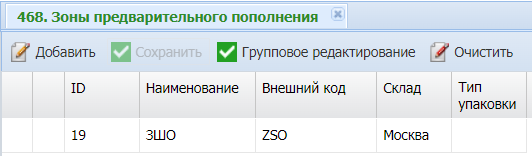 468. Зоны предварительного пополнения
Добавить Сохранить Групповое редактирование Очистить
ID Наименование Внешний код Склад Тип упаковки
19 ЗШО ZSO Москва